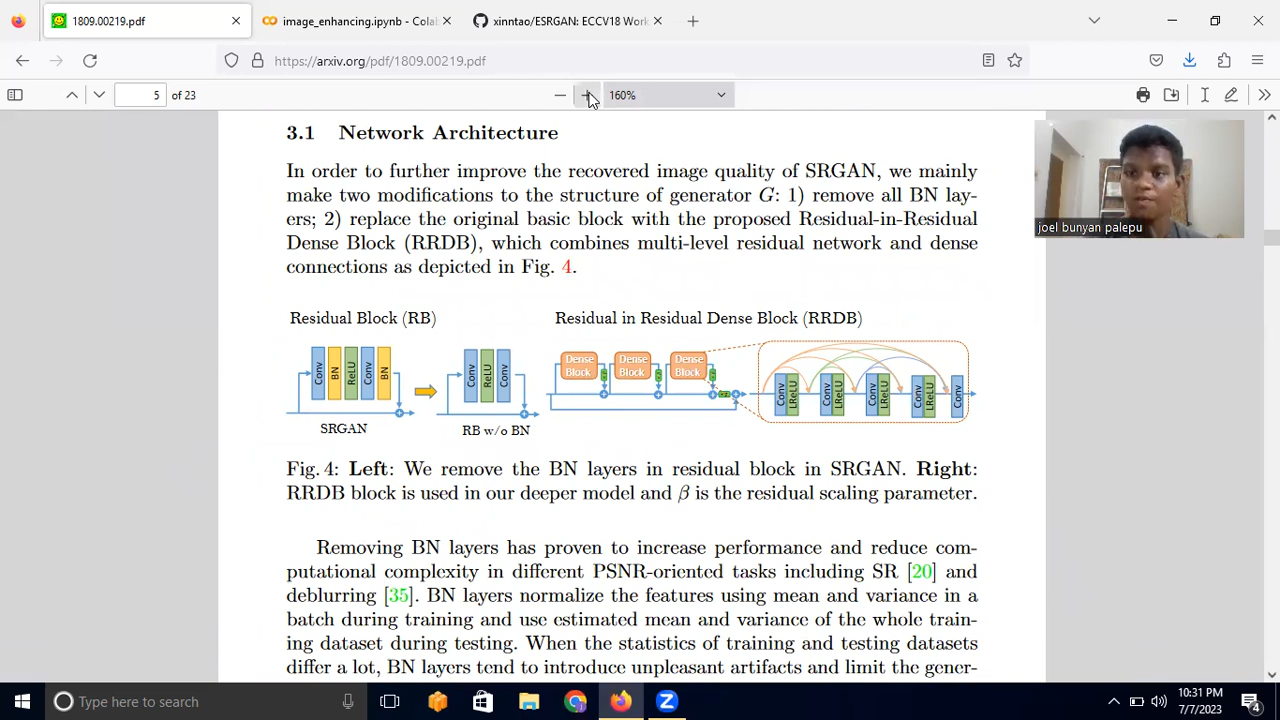 1809.00219.pdf
image_enhancing.ipynb - Colab
xinntao/ESRGAN: ECCV18 Work
https://arxiv.org/pdf/1809.00219.pdf
5 of 23
160%
3.1 Network Architecture
In order to further improve the recovered image quality of SRGAN, we mainly
make two modifications to the structure of generator G: 1) remove all BN lay-
ers; 2) replace the original basic block with the proposed Residual-in-Residual
Dense Block (RRDB), which combines multi-level residual network and dense
connections as depicted in Fig. 4.
joel bunyan palepu
Residual Block (RB)
Residual in Residual Dense Block (RRDB)
Conv BN ReLU Conv BN
Conv ReLU Conv
Dense Block
Dense Block
Dense Block
Conv LReLU Conv LReLU Conv LReLU Conv LReLU Conv
SRGAN
RB w/o BN
Fig. 4: Left: We remove the BN layers in residual block in SRGAN. Right:
RRDB block is used in our deeper model and β is the residual scaling parameter.
Removing BN layers has proven to increase performance and reduce com-
putational complexity in different PSNR-oriented tasks including SR [20] and
deblurring [35]. BN layers normalize the features using mean and variance in a
batch during training and use estimated mean and variance of the whole train-
ing dataset during testing. When the statistics of training and testing datasets
differ a lot, BN layers tend to introduce unpleasant artifacts and limit the gener-
Type here to search
10:31 PM
7/7/2023
4